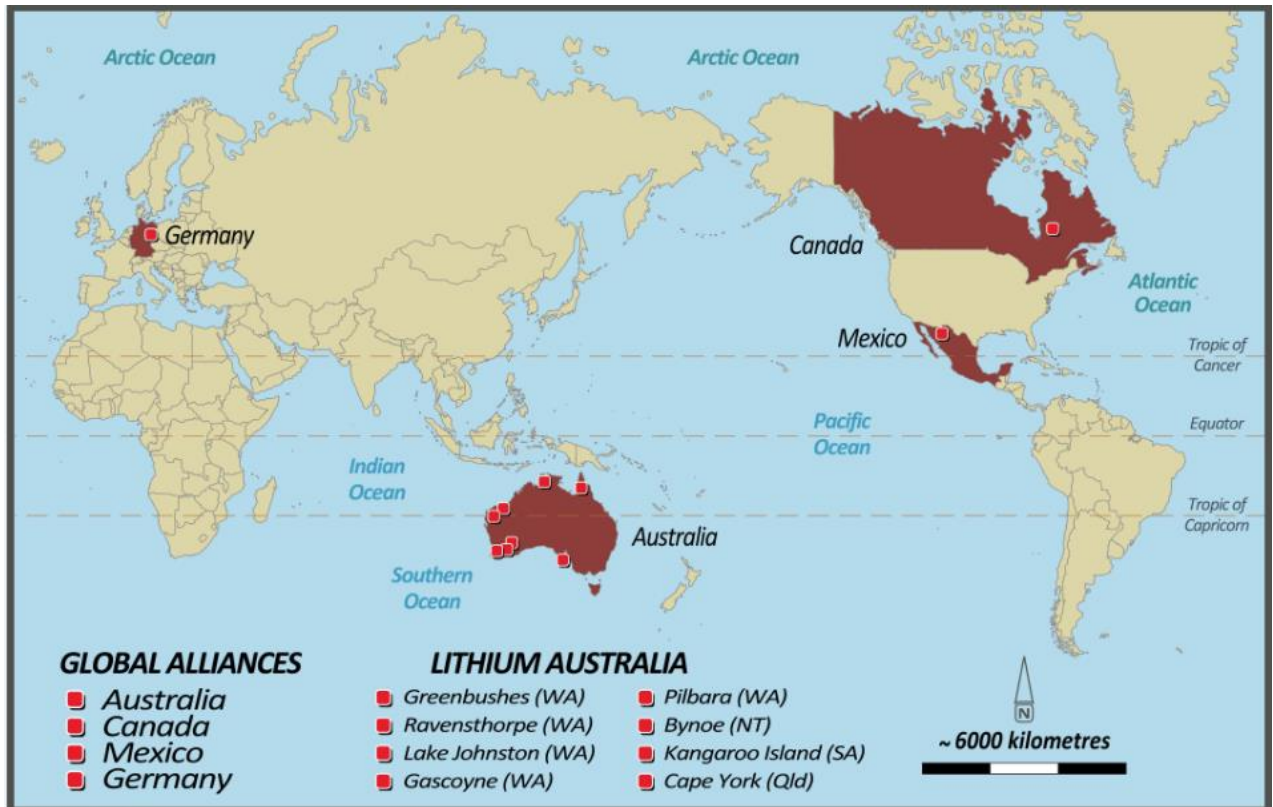 Arctic Ocean
Arctic Ocean
Germany
Canada
Atlantic
Ocean
Mexico
Tropic of
Cancer
Pacific
Ocean
Equator
Indian
Ocean
Tropic of
Capricorn
Australia
Southern
Ocean
GLOBAL ALLIANCES
Australia
Canada
Mexico
Germany
LITHIUM AUSTRALIA
Greenbushes (WA)
Ravensthorpe (WA)
Lake Johnston (WA)
Gascoyne (WA)
Pilbara (WA)
Bynoe (NT)
Kangaroo Island (SA)
Cape York (Qld)
N
~ 6000 kilometres